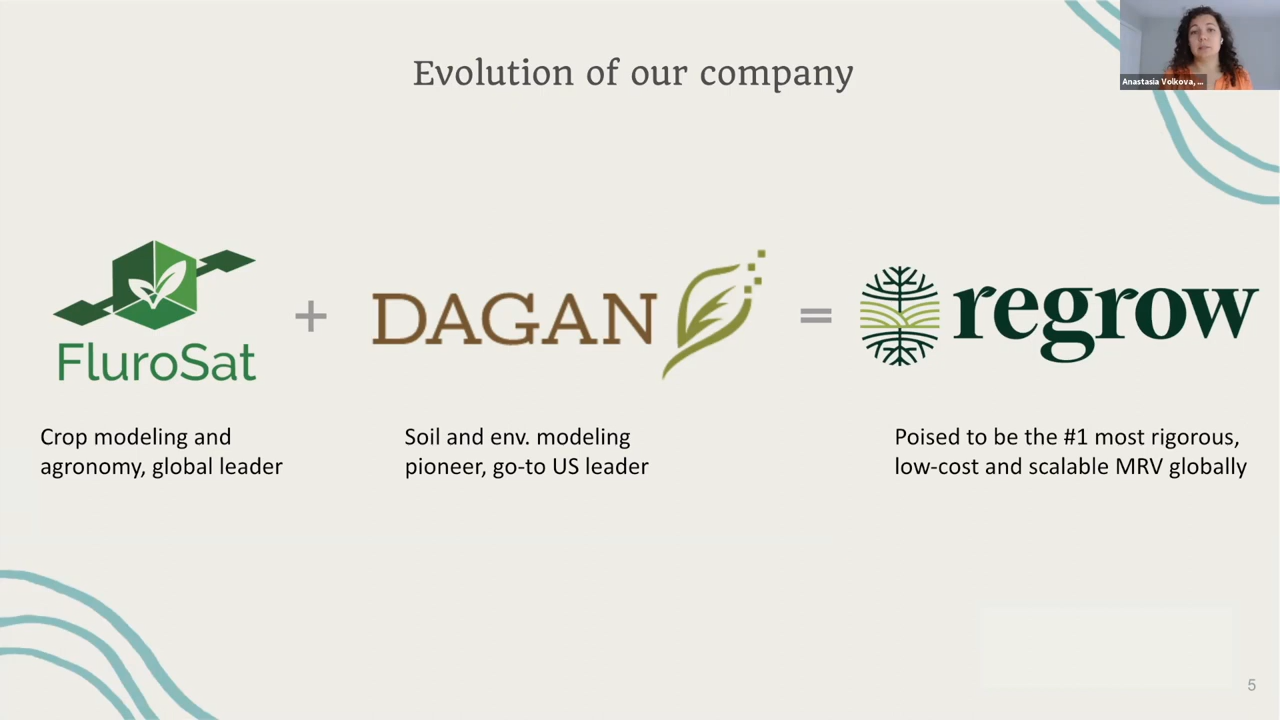 Evolution of our company
Anastasia Volkova, ...
FluroSat
+
DAGAN
=
regrow
Crop modeling and
agronomy, global leader
Soil and env. modeling
pioneer, go-to US leader
Poised to be the #1 most rigorous,
low-cost and scalable MRV globally
5